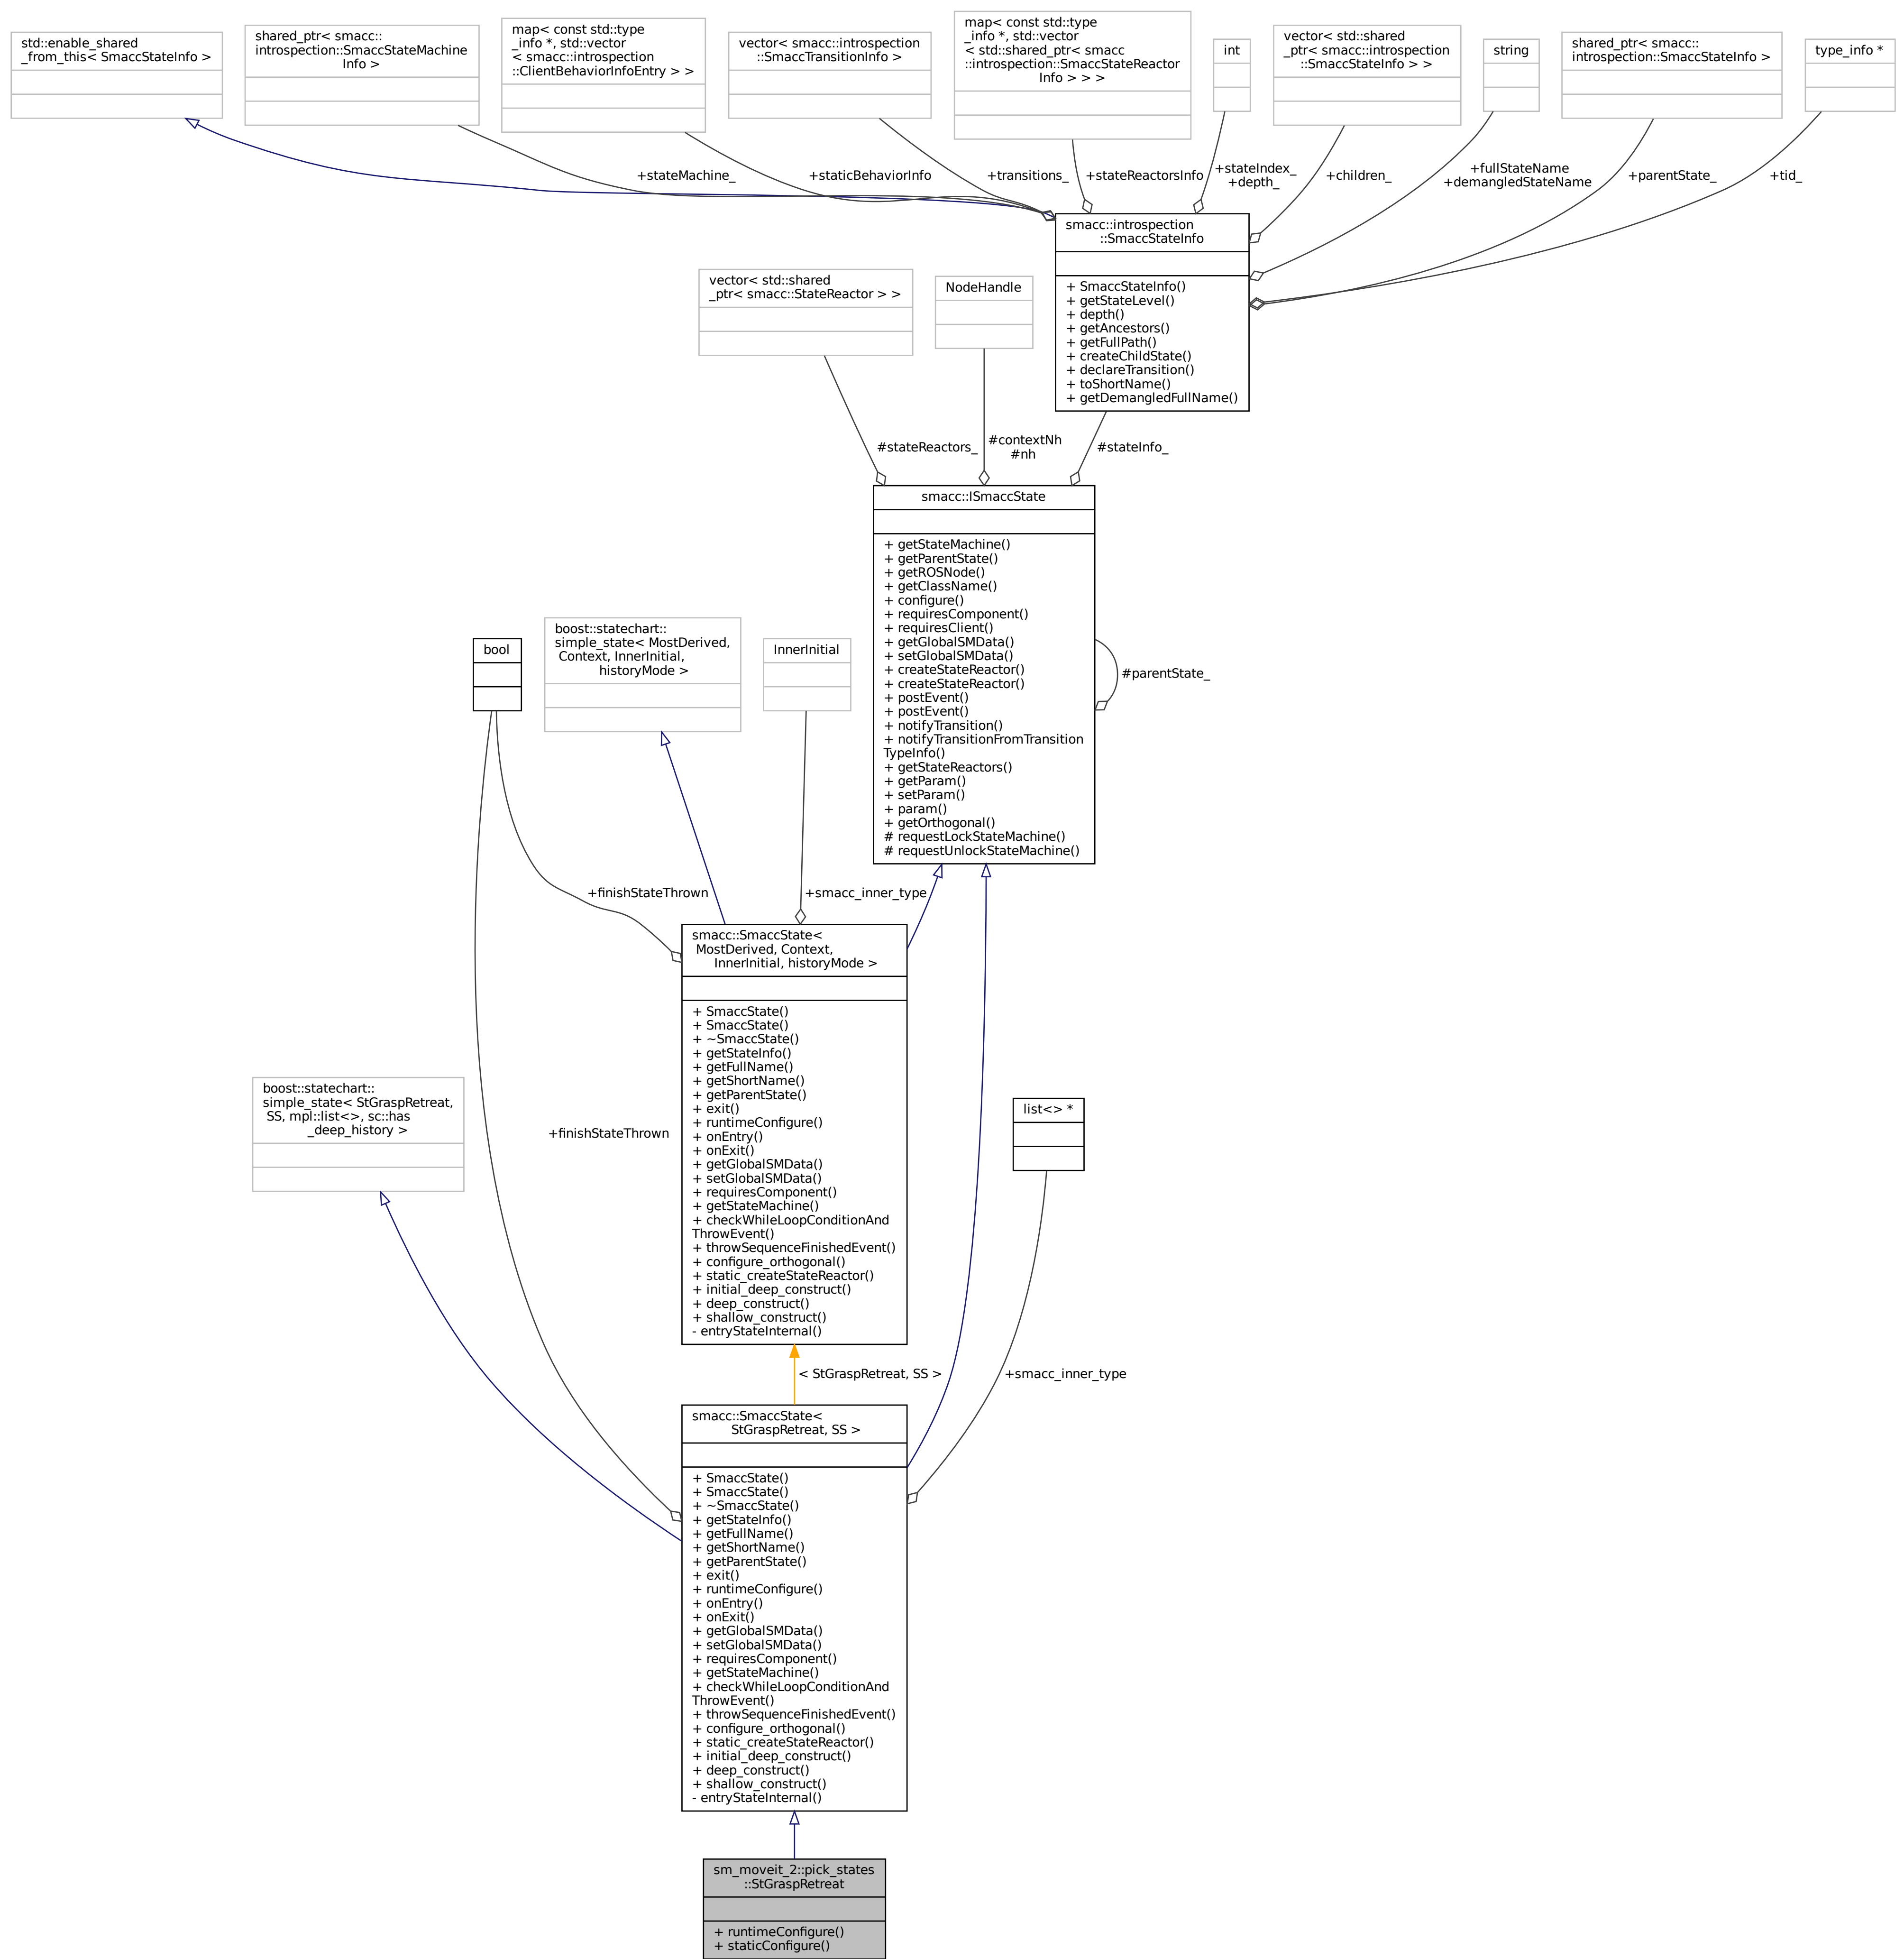 std::enable_shared
_from_this< SmaccStateInfo >
shared_ptr< smacc::
introspection::SmaccStateMachine
Info >
map< const std::type
_info *, std::vector
< smacc::introspection
::ClientBehaviorInfoEntry > >
vector< smacc::introspection
::SmaccTransitionInfo >
map< const std::type
_info *, std::vector
< std::shared_ptr< smacc
::introspection::SmaccStateReactor
Info > > >
int
vector< std::shared
_ptr< smacc::introspection
::SmaccStateInfo > >
string
shared_ptr< smacc::
introspection::SmaccStateInfo >
type_info *
+stateMachine_
+staticBehaviorInfo
+transitions_
+stateReactorsInfo
+stateIndex_
+depth_
+children_
+fullStateName
+demangledStateName
+parentState_
+tid_
smacc::introspection
::SmaccStateInfo
+ SmaccStateInfo()
+ getStateLevel()
+ depth()
+ getAncestors()
+ getFullPath()
+ createChildState()
+ declareTransition()
+ toShortName()
+ getDemangledFullName()
vector< std::shared
_ptr< smacc::StateReactor > >
NodeHandle
#stateReactors_
#contextNh
#nh
#stateInfo_
smacc::ISmaccState
+ getStateMachine()
+ getParentState()
+ getROSNode()
+ getClassName()
+ configure()
+ requiresComponent()
+ requiresClient()
+ getGlobalSMData()
+ setGlobalSMData()
+ createStateReactor()
+ createStateReactor()
+ postEvent()
+ postEvent()
+ notifyTransition()
+ notifyTransitionFromTransition
TypeInfo()
+ getStateReactors()
+ getParam()
+ setParam()
+ param()
+ getOrthogonal()
# requestLockStateMachine()
# requestUnlockStateMachine()
#parentState_
bool
boost::statechart::
simple_state< MostDerived,
Context, InnerInitial,
historyMode >
InnerInitial
+finishStateThrown
+smacc_inner_type
smacc::SmaccState<
MostDerived, Context,
InnerInitial, historyMode >
+ SmaccState()
+ SmaccState()
+ ~SmaccState()
+ getStateInfo()
+ getFullName()
+ getShortName()
+ getParentState()
+ exit()
+ runtimeConfigure()
+ onEntry()
+ onExit()
+ getGlobalSMData()
+ setGlobalSMData()
+ requiresComponent()
+ getStateMachine()
+ checkWhileLoopConditionAnd
ThrowEvent()
+ throwSequenceFinishedEvent()
+ configure_orthogonal()
+ static_createStateReactor()
+ initial_deep_construct()
+ deep_construct()
+ shallow_construct()
- entryStateInternal()
boost::statechart::
simple_state< StGraspRetreat,
SS, mpl::list<>, sc::has
_deep_history >
+finishStateThrown
list<> *
< StGraspRetreat, SS >
+smacc_inner_type
smacc::SmaccState<
StGraspRetreat, SS >
+ SmaccState()
+ SmaccState()
+ ~SmaccState()
+ getStateInfo()
+ getFullName()
+ getShortName()
+ getParentState()
+ exit()
+ runtimeConfigure()
+ onEntry()
+ onExit()
+ getGlobalSMData()
+ setGlobalSMData()
+ requiresComponent()
+ getStateMachine()
+ checkWhileLoopConditionAnd
ThrowEvent()
+ throwSequenceFinishedEvent()
+ configure_orthogonal()
+ static_createStateReactor()
+ initial_deep_construct()
+ deep_construct()
+ shallow_construct()
- entryStateInternal()
sm_moveit_2::pick_states
::StGraspRetreat
+ runtimeConfigure()
+ staticConfigure()